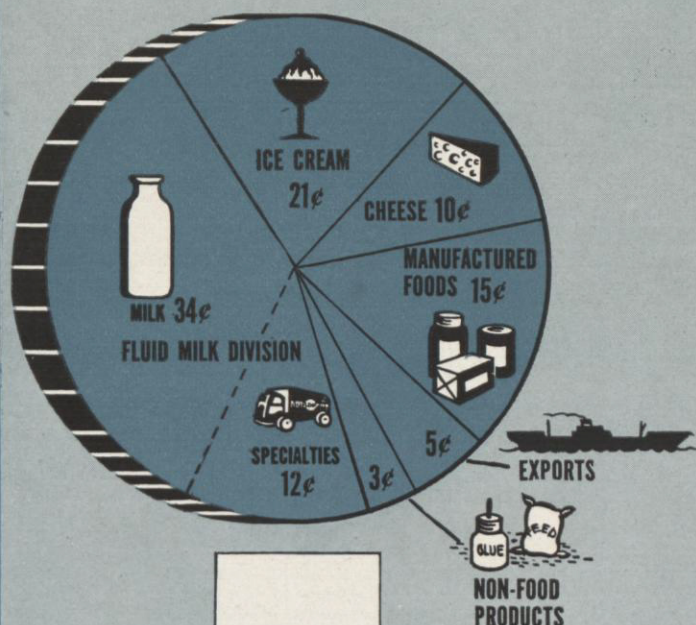 ICE CREAM
21¢
CHEESE 10¢
MANUFACTURED
FOODS 15¢
MILK 34¢
FLUID MILK DIVISION
SPECIALTIES
12¢
3¢
5¢
EXPORTS
GLUE
FEED
NON-FOOD
PRODUCTS